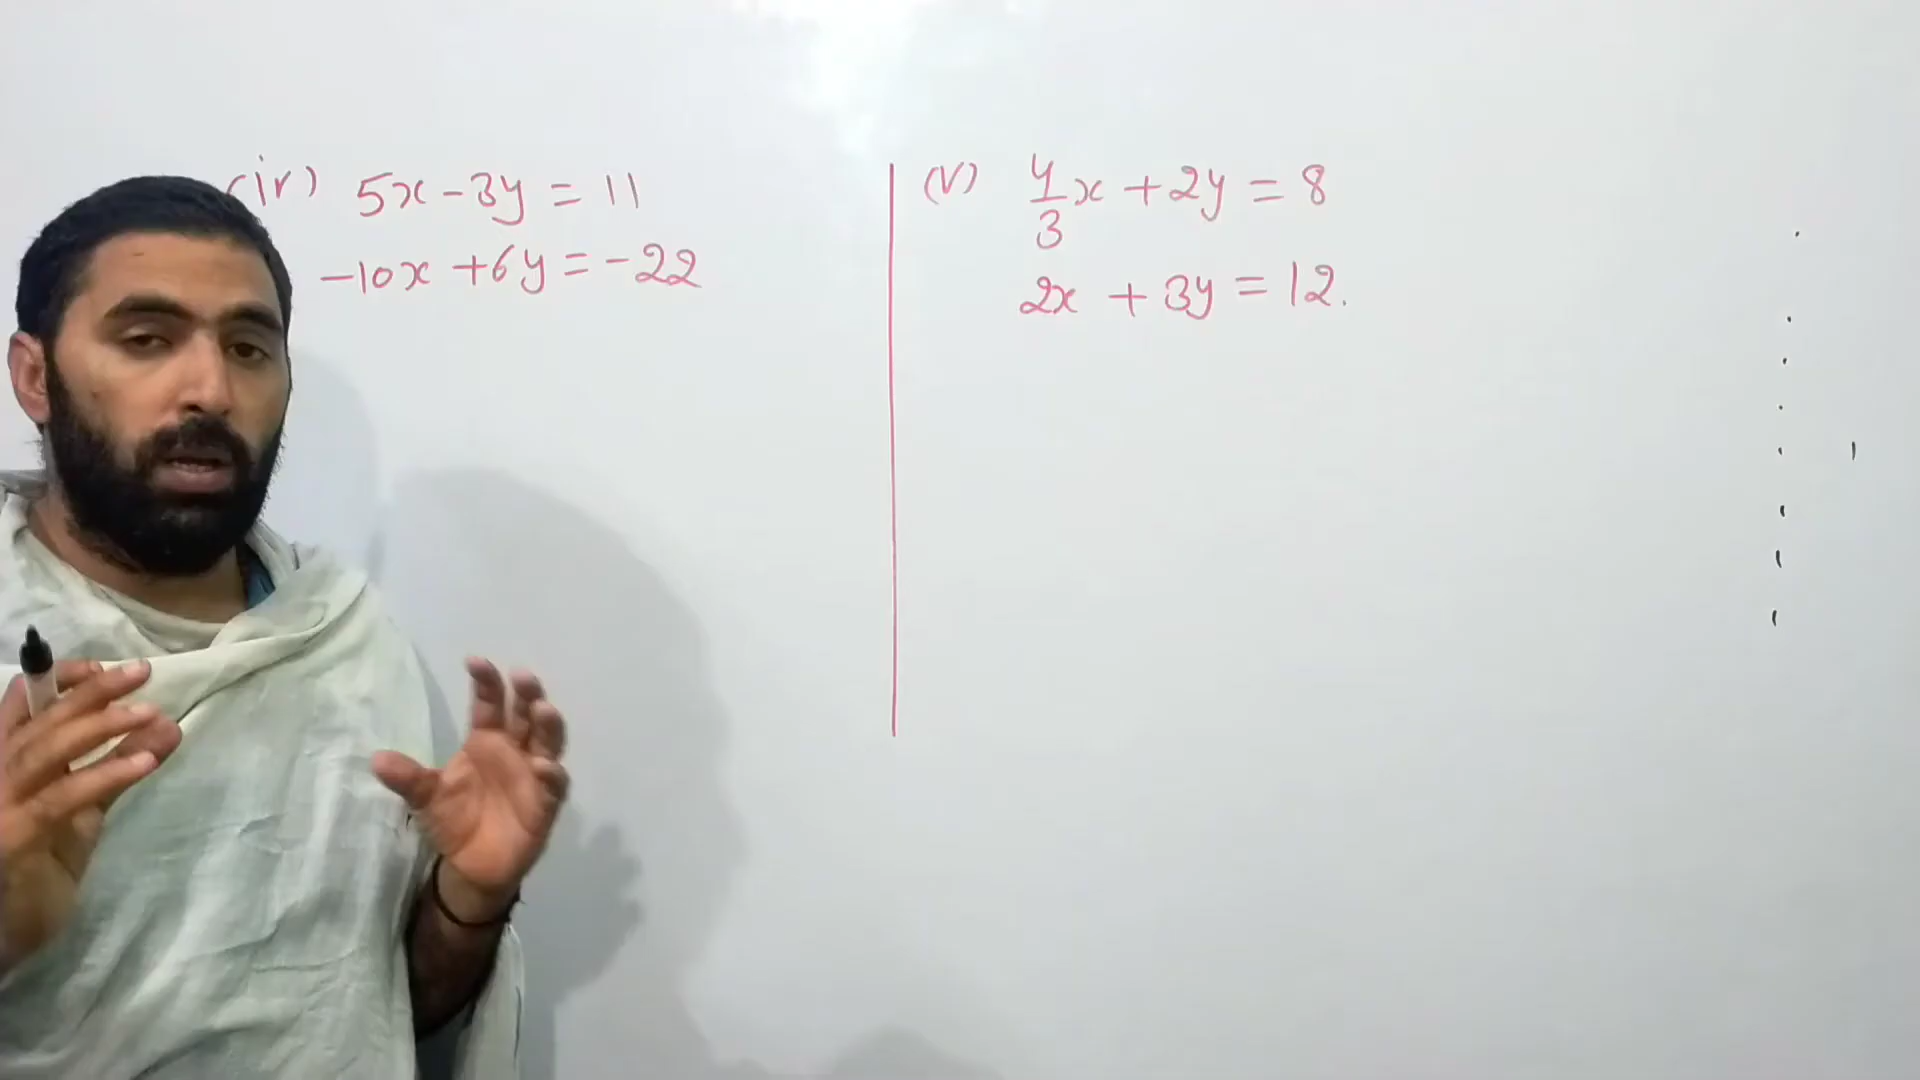 (iv) 5x - 3y = 11
-10x + 6y = -22
(V) 4/3 x + 2y = 8
2x + 3y = 12.